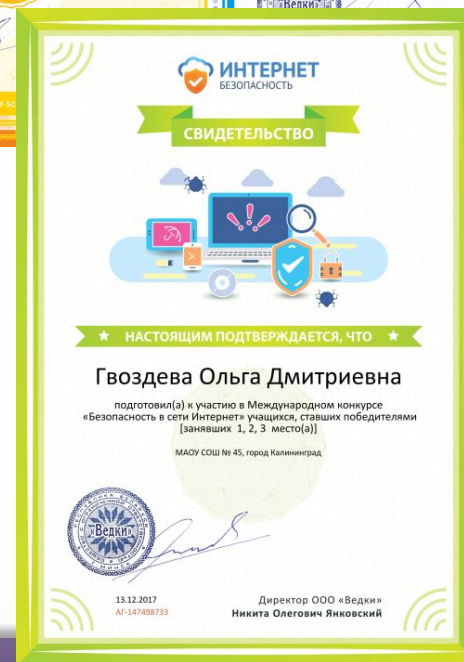 «Ведки»
ИНТЕРНЕТ
БЕЗОПАСНОСТЬ
СВИДЕТЕЛЬСТВО
НАСТОЯЩИМ ПОДТВЕРЖДАЕТСЯ, ЧТО
Гвоздева Ольга Дмитриевна
подготовил(а) к участию в Международном конкурсе
«Безопасность в сети Интернет» учащихся, ставших победителями
[занявших 1, 2, 3 место(а)]
МАОУ СОШ № 45, город Калининград
«Ведки»
13.12.2017
АГ-147498733
Директор ООО «Ведки»
Никита Олегович Янковский